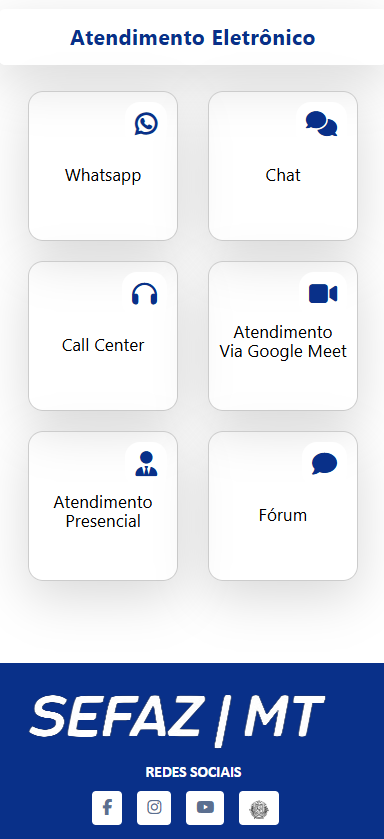 Atendimento Eletrônico
Whatsapp
Chat
Call Center
Atendimento
Via Google Meet
Atendimento
Presencial
Fórum
SEFAZ | MT
REDES SOCIAIS